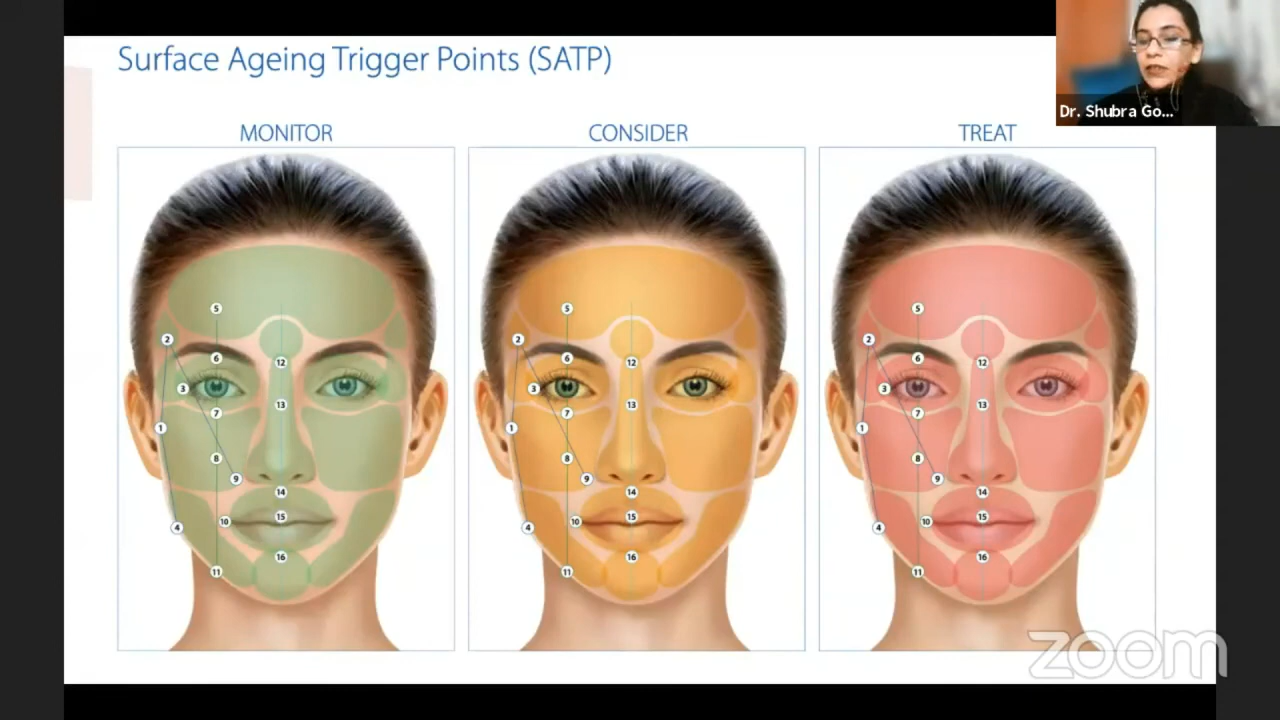 Surface Ageing Trigger Points (SATP)
Dr. Shubra Go...
MONITOR CONSIDER TREAT
5 5 5
2 2 2
6 12 6 12 6 12
3 3 3
13 13 13
7 7 7
1 1 1
8 8 8
9 9 9
14 14 14
10 15 10 15 10 15
4 4 4
16 16 16
11 11 11
zoom